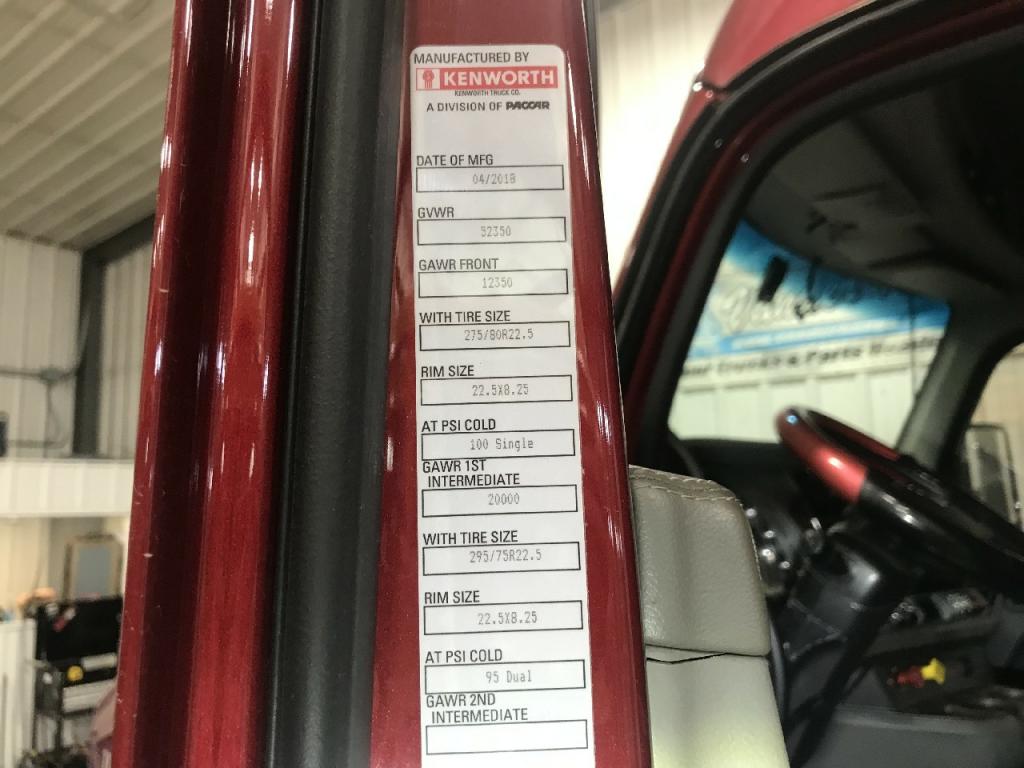 MANUFACTURED BY
KENWORTH
KENWORTH TRUCK CO.
A DIVISION OF PACCAR
DATE OF MFG
04/2018
GVWR
52350
GAWR FRONT
12350
WITH TIRE SIZE
275/80R22.5
RIM SIZE
22.5X8.25
AT PSI COLD
100 Single
GAWR 1ST
INTERMEDIATE
20000
WITH TIRE SIZE
295/75R22.5
RIM SIZE
22.5X8.25
AT PSI COLD
95 Dual
GAWR 2ND
INTERMEDIATE
Trucks & Parts